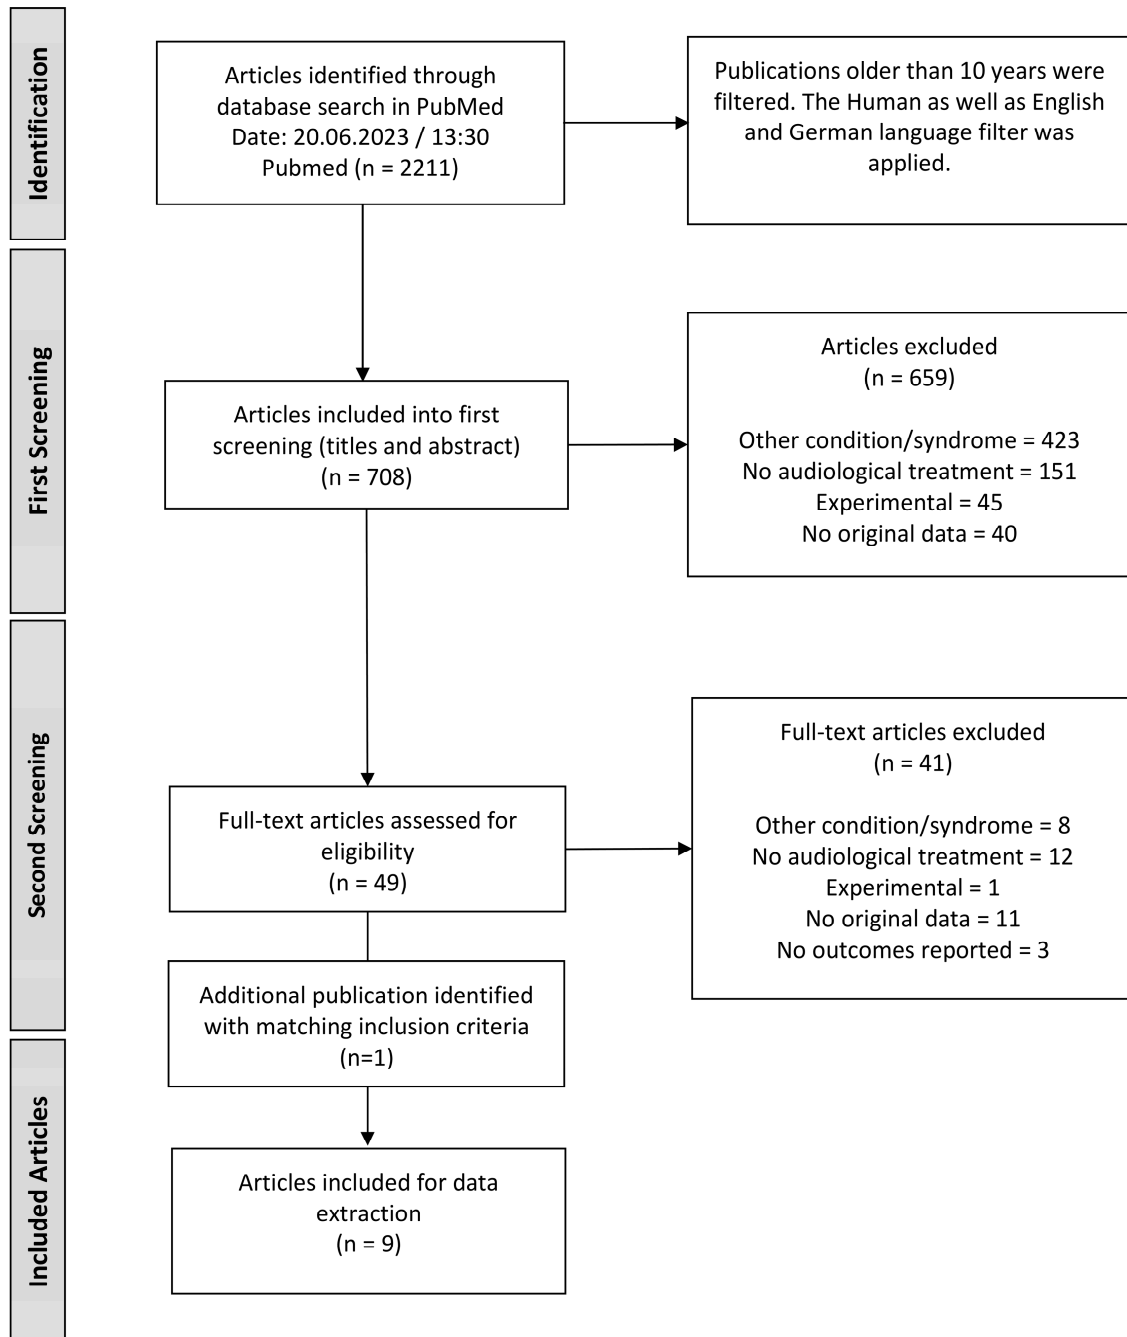 Identification
Articles identified through
database search in PubMed
Date: 20.06.2023 / 13:30
Pubmed (n = 2211)
Publications older than 10 years were
filtered. The Human as well as English
and German language filter was
applied.
First Screening
Articles included into first
screening (titles and abstract)
(n = 708)
Articles excluded
(n = 659)
Other condition/syndrome = 423
No audiological treatment = 151
Experimental = 45
No original data = 40
Second Screening
Full-text articles assessed for
eligibility
(n = 49)
Full-text articles excluded
(n = 41)
Other condition/syndrome = 8
No audiological treatment = 12
Experimental = 1
No original data = 11
No outcomes reported = 3
Additional publication identified
with matching inclusion criteria
(n=1)
Included Articles
Articles included for data
extraction
(n = 9)